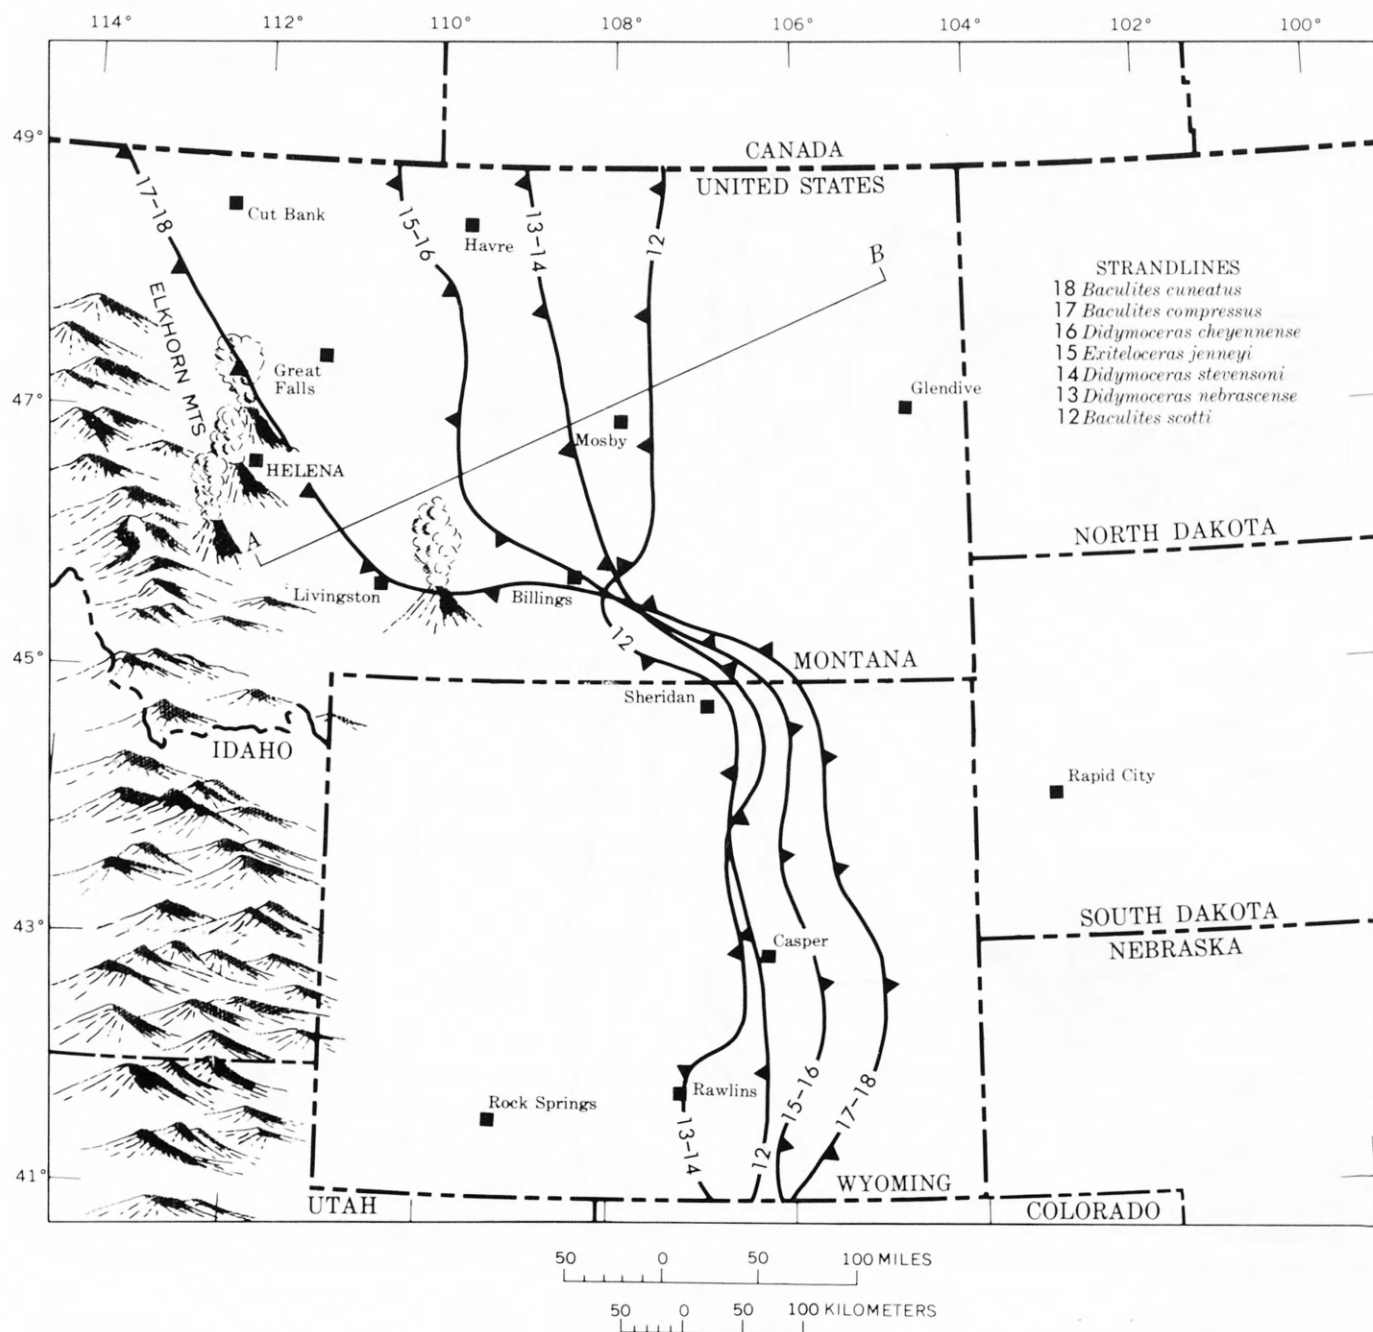 114° 112° 110° 108° 106° 104° 102° 100°
49°
CANADA
UNITED STATES
17-18
Cut Bank
15-16
Havre
13-14
12
B
STRANDLINES
18 Baculites cuneatus
17 Baculites compressus
16 Didymoceras cheyennense
15 Exiteloceras jenneyi
14 Didymoceras stevensoni
13 Didymoceras nebrascense
12 Baculites scotti
ELKHORN MTS
Great
Falls
47°
Glendive
Mosby
HELENA
A
NORTH DAKOTA
Livingston
Billings
12
45°
MONTANA
Sheridan
IDAHO
Rapid City
43°
Casper
SOUTH DAKOTA
NEBRASKA
Rock Springs
Rawlins
15-16
17-18
13-14
12
41°
WYOMING
UTAH
COLORADO
50 0 50 100 MILES
50 0 50 100 KILOMETERS